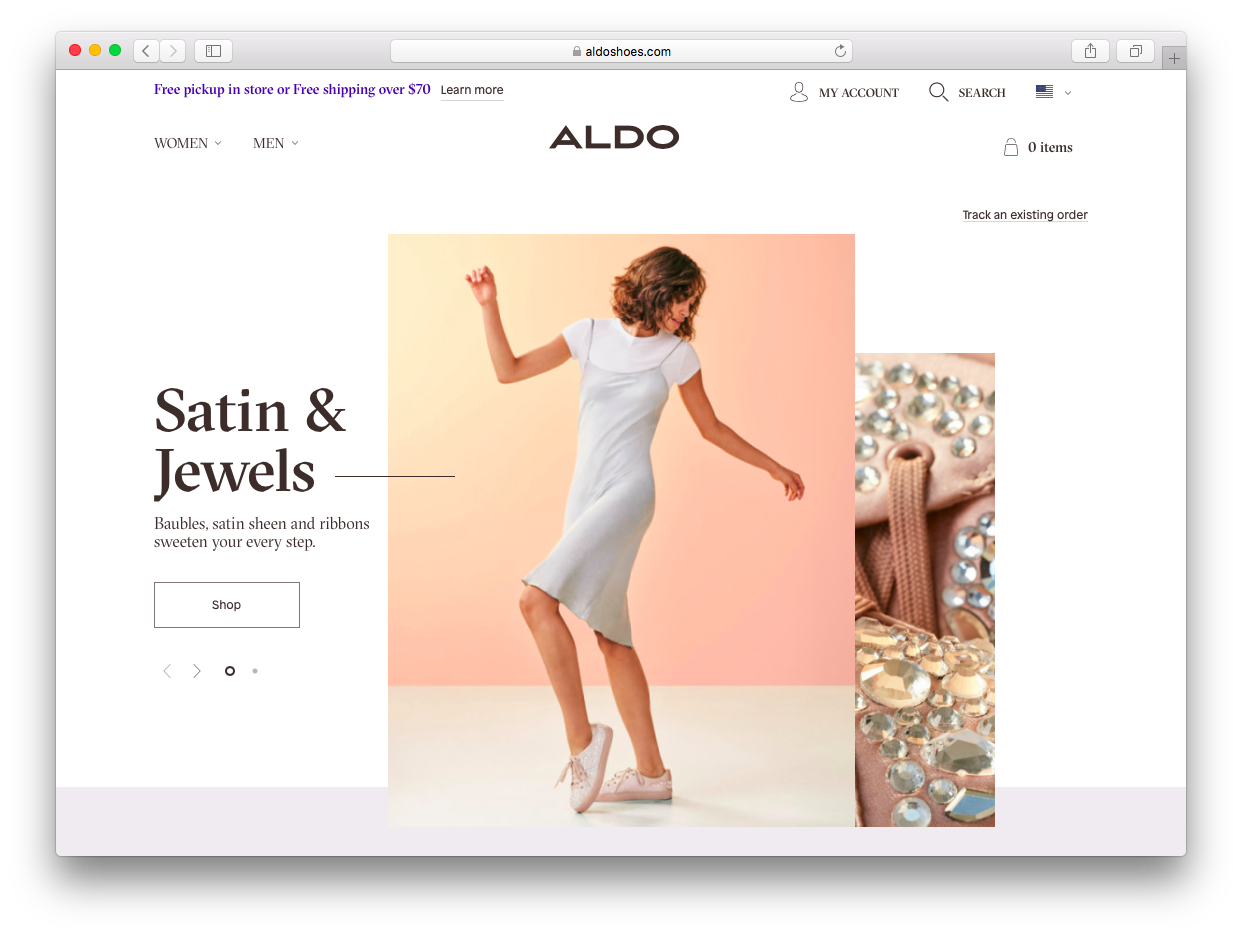 aldoshoes.com
Free pickup in store or Free shipping over $70 Learn more
MY ACCOUNT
SEARCH
WOMEN
MEN
ALDO
0 items
Track an existing order
Satin &
Jewels
Baubles, satin sheen and ribbons
sweeten your every step.
Shop